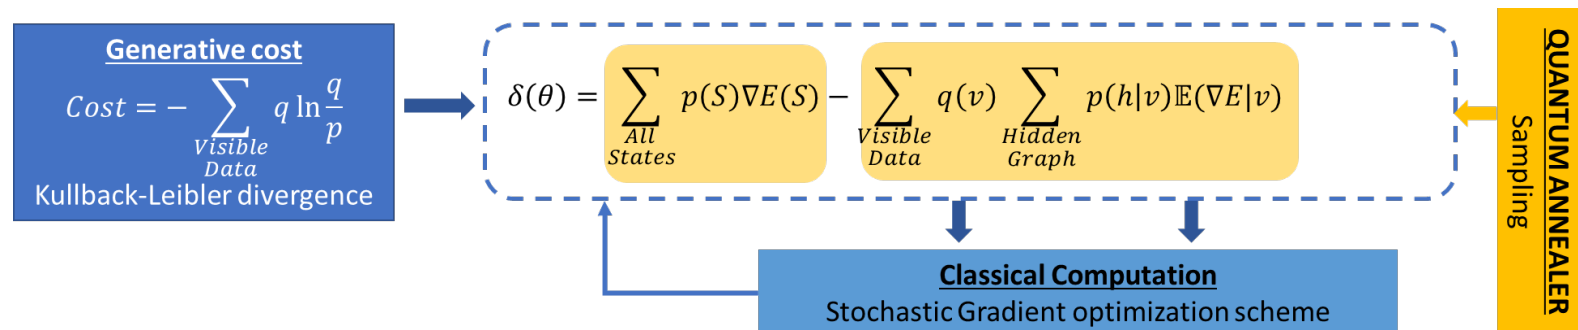 Generative cost
Cost = − ∑ q ln q/p
Visible
Data
Kullback-Leibler divergence
δ(θ) = ∑ p(S)∇E(S) − ∑ q(v) ∑ p(h|v)𝔼(∇E|v)
All
States
Visible
Data
Hidden
Graph
QUANTUM ANNEALER
Sampling
Classical Computation
Stochastic Gradient optimization scheme